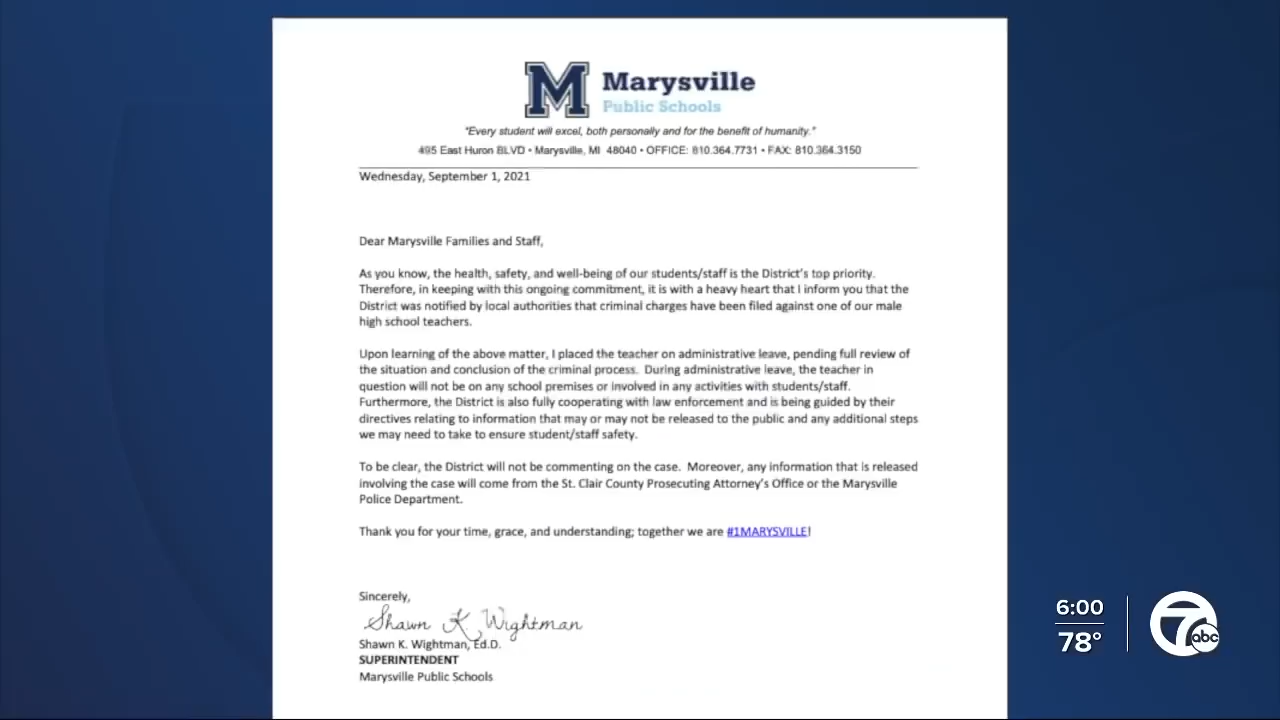 M Marysville
Public Schools
"Every student will excel, both personally and for the benefit of humanity."
495 East Huron BLVD • Marysville, MI 48040 • OFFICE: 810.364.7731 • FAX: 810.364.3150
Wednesday, September 1, 2021
Dear Marysville Families and Staff,
As you know, the health, safety, and well-being of our students/staff is the District's top priority.
Therefore, in keeping with this ongoing commitment, it is with a heavy heart that I inform you that the
District was notified by local authorities that criminal charges have been filed against one of our male
high school teachers.
Upon learning of the above matter, I placed the teacher on administrative leave, pending full review of
the situation and conclusion of the criminal process. During administrative leave, the teacher in
question will not be on any school premises or involved in any activities with students/staff.
Furthermore, the District is also fully cooperating with law enforcement and is being guided by their
directives relating to information that may or may not be released to the public and any additional steps
we may need to take to ensure student/staff safety.
To be clear, the District will not be commenting on the case. Moreover, any information that is released
involving the case will come from the St. Clair County Prosecuting Attorney's Office or the Marysville
Police Department.
Thank you for your time, grace, and understanding; together we are #1MARYSVILLE!
Sincerely,
Shawn K Wightman
Shawn K. Wightman, Ed.D.
SUPERINTENDENT
Marysville Public Schools
6:00
78°
7 abc